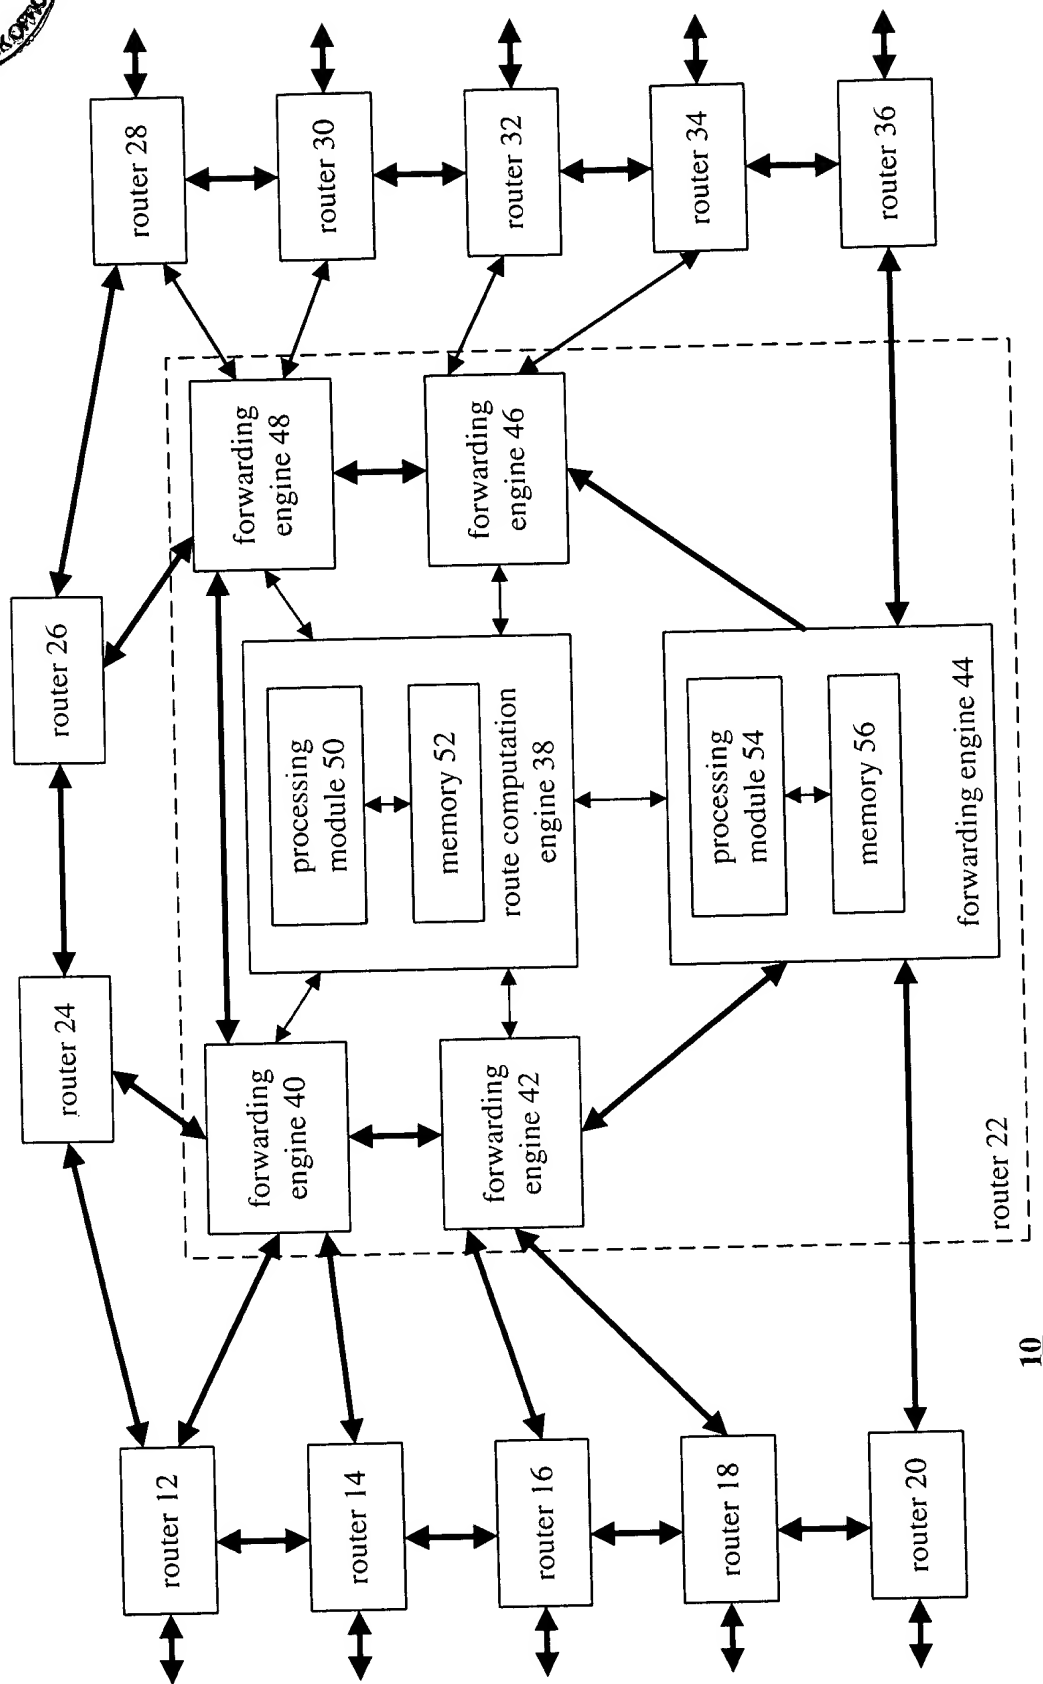 router 24
router 26
router 12
router 14
router 16
router 18
router 20
forwarding
engine 40
forwarding
engine 42
processing
module 50
memory 52
route computation
engine 38
processing
module 54
memory 56
forwarding engine 44
forwarding
engine 48
forwarding
engine 46
router 28
router 30
router 32
router 34
router 36
router 22
10